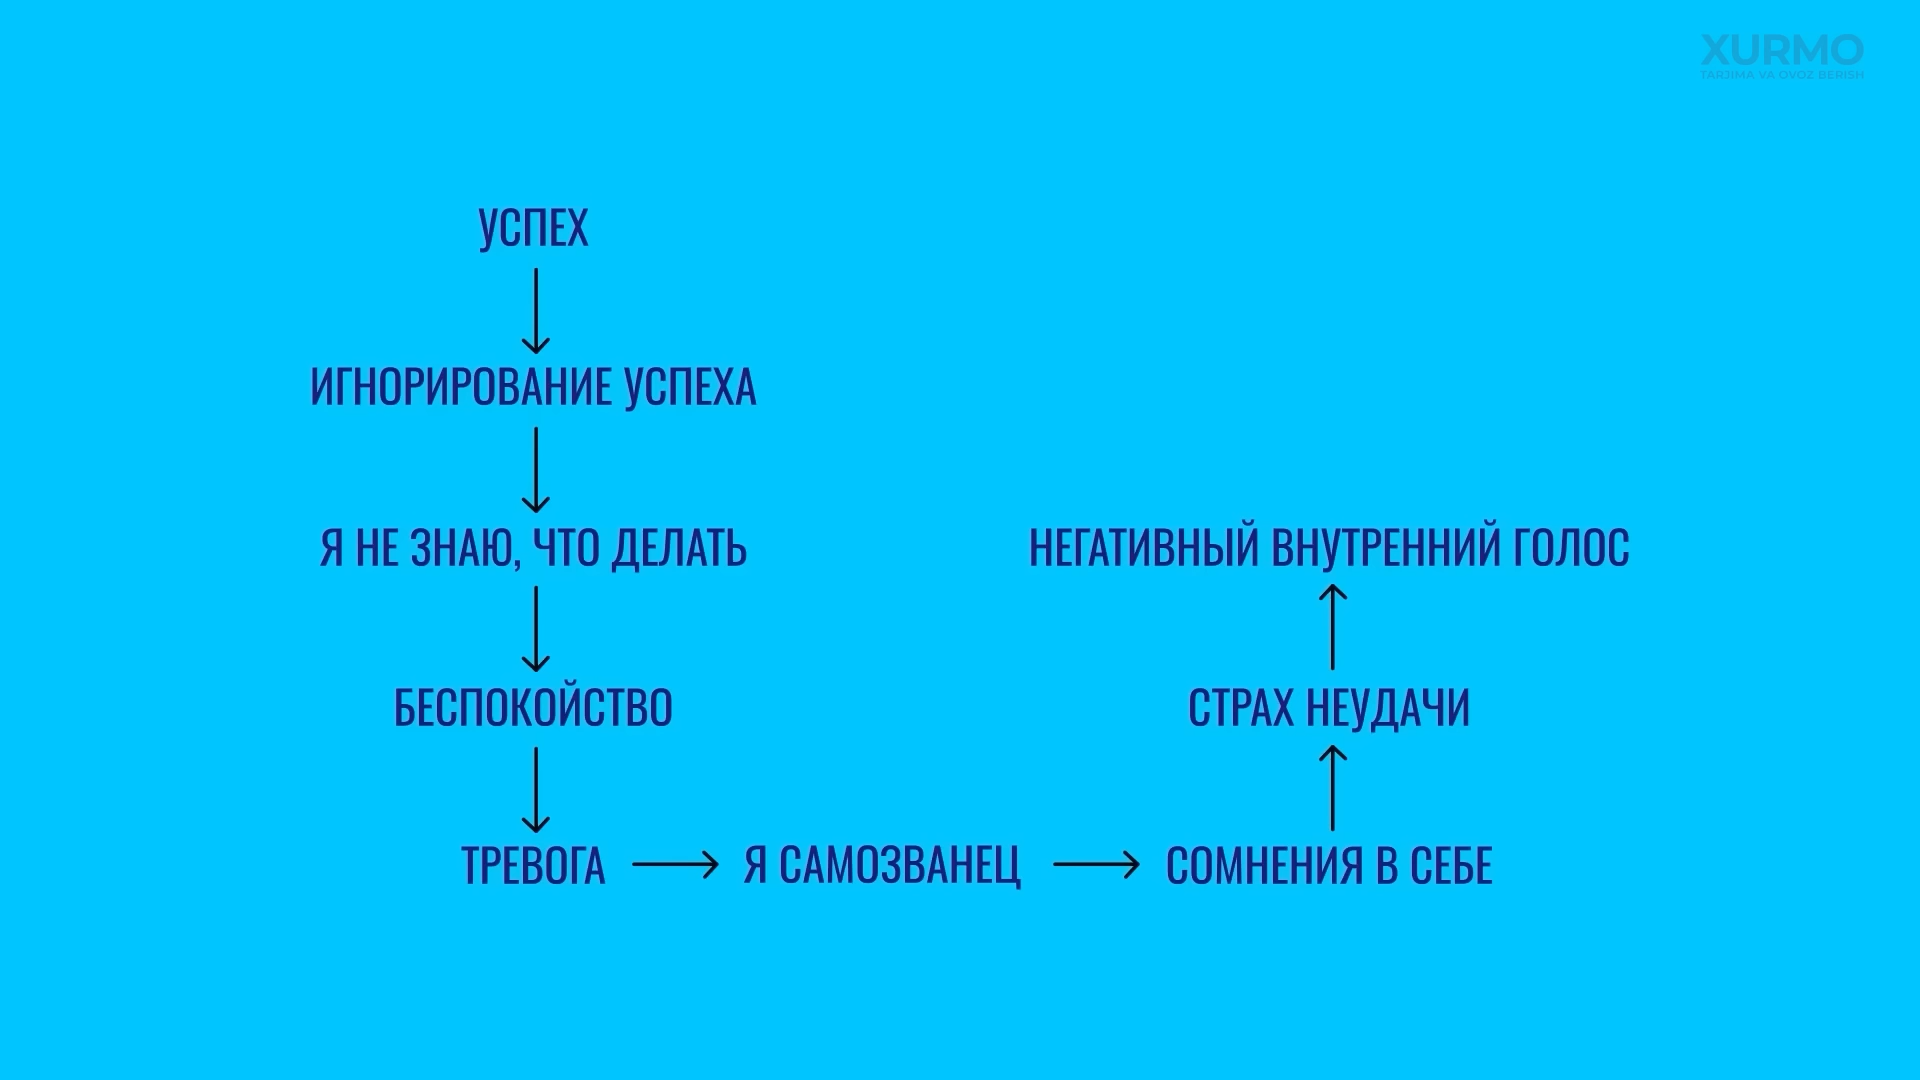 XURMO
TARJIMA VA OVOZ BERISH
УСПЕХ
ИГНОРИРОВАНИЕ УСПЕХА
Я НЕ ЗНАЮ, ЧТО ДЕЛАТЬ
БЕСПОКОЙСТВО
ТРЕВОГА
Я САМОЗВАНЕЦ
СОМНЕНИЯ В СЕБЕ
СТРАХ НЕУДАЧИ
НЕГАТИВНЫЙ ВНУТРЕННИЙ ГОЛОС